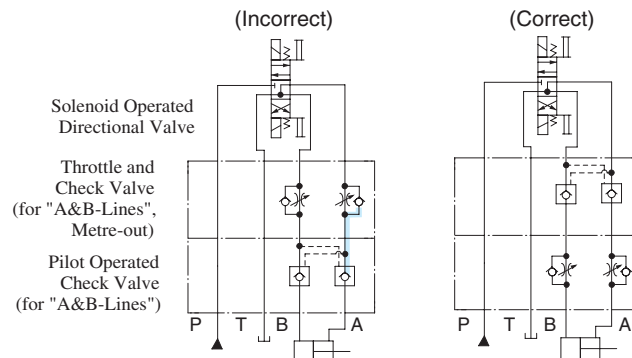 (Incorrect)
(Correct)
Solenoid Operated
Directional Valve
Throttle and
Check Valve
(for "A&B-Lines",
Metre-out)
Pilot Operated
Check Valve
(for "A&B-Lines")
P T B A
P T B A